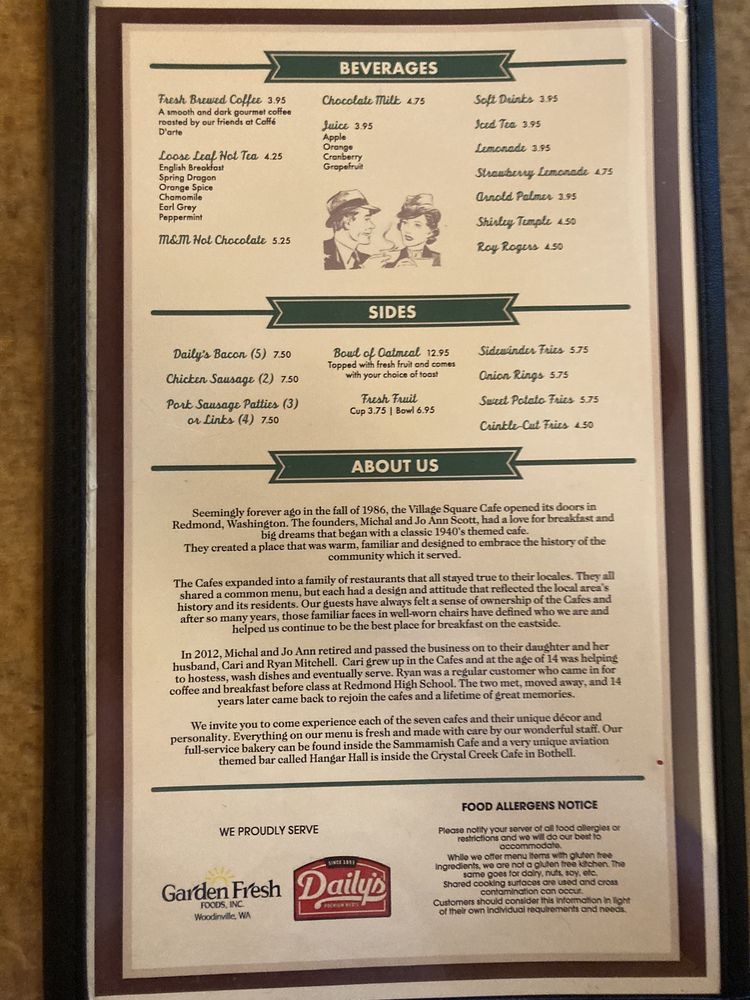 BEVERAGES
Fresh Brewed Coffee 3.95
A smooth and dark gourmet coffee
roasted by our friends at Caffé
D'arte
Loose Leaf Hot Tea 4.25
English Breakfast
Spring Dragon
Orange Spice
Chamomile
Earl Grey
Peppermint
M&M Hot Chocolate 5.25
Chocolate Milk 4.75
Juice 3.95
Apple
Orange
Cranberry
Grapefruit
Soft Drinks 3.95
Iced Tea 3.95
Lemonade 3.95
Strawberry Lemonade 4.75
Arnold Palmer 3.95
Shirley Temple 4.50
Roy Rogers 4.50
SIDES
Daily's Bacon (5) 7.50
Chicken Sausage (2) 7.50
Pork Sausage Patties (3)
or Links (4) 7.50
Bowl of Oatmeal 12.95
Topped with fresh fruit and comes
with your choice of toast
Fresh Fruit
Cup 3.75 | Bowl 6.95
Sidewinder Fries 5.75
Onion Rings 5.75
Sweet Potato Fries 5.75
Crinkle-Cut Fries 4.50
ABOUT US
Seemingly forever ago in the fall of 1986, the Village Square Cafe opened its doors in
Redmond, Washington. The founders, Michal and Jo Ann Scott, had a love for breakfast and
big dreams that began with a classic 1940's themed cafe.
They created a place that was warm, familiar and designed to embrace the history of the
community which it served.
The Cafes expanded into a family of restaurants that all stayed true to their locales. They all
shared a common menu, but each had a design and attitude that reflected the local area's
history and its residents. Our guests have always felt a sense of ownership of the Cafes and
after so many years, those familiar faces in well-worn chairs have defined who we are and
helped us continue to be the best place for breakfast on the eastside.
In 2012, Michal and Jo Ann retired and passed the business on to their daughter and her
husband, Cari and Ryan Mitchell. Cari grew up in the Cafes and at the age of 14 was helping
to hostess, wash dishes and eventually serve. Ryan was a regular customer who came in for
coffee and breakfast before class at Redmond High School. The two met, moved away, and 14
years later came back to rejoin the cafes and a lifetime of great memories.
We invite you to come experience each of the seven cafes and their unique décor and
personality. Everything on our menu is fresh and made with care by our wonderful staff. Our
full-service bakery can be found inside the Sammamish Cafe and a very unique aviation
themed bar called Hangar Hall is inside the Crystal Creek Cafe in Bothell.
WE PROUDLY SERVE
Garden Fresh
FOODS, INC.
Woodinville, WA
SINCE 1893
Daily's
PREMIUM MEATS
FOOD ALLERGENS NOTICE
Please notify your server of all food allergies or
restrictions and we will do our best to
accommodate.
While we offer menu items with gluten free
ingredients, we are not a gluten free kitchen. The
same goes for dairy, nuts, soy, etc.
Shared cooking surfaces are used and cross
contamination can occur.
Customers should consider this information in light
of their own individual requirements and needs.